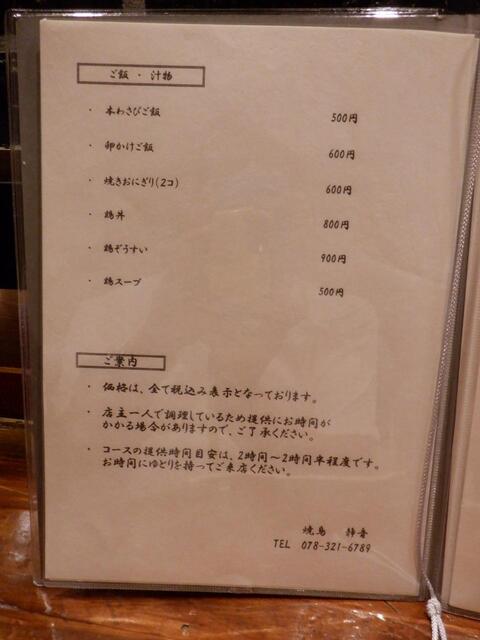 ご飯 ・ 汁物
・ 本わさびご飯 500円
・ 卵かけご飯 600円
・ 焼きおにぎり(2コ) 600円
・ 鶏丼 800円
・ 鶏ぞうすい 900円
・ 鶏スープ 500円
ご案内
・ 価格は、全て税込み表示となっております。
・ 店主一人で調理しているため提供にお時間が
かかる場合がありますので、ご了承ください。
・ コースの提供時間目安は、2時間~2時間半程度です。
お時間にゆとりを持ってご来店ください。
焼鳥
TEL 078-321-6789